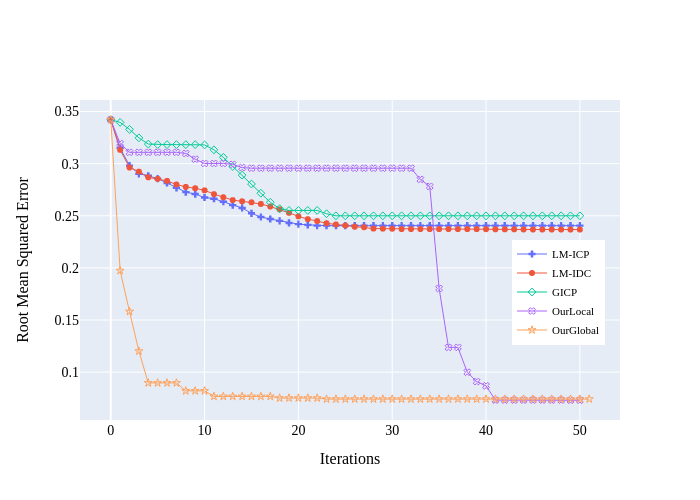 0.35
0.3
0.25
0.2
0.15
0.1
Root Mean Squared Error
LM-ICP
LM-IDC
GICP
OurLocal
OurGlobal
0 10 20 30 40 50
Iterations